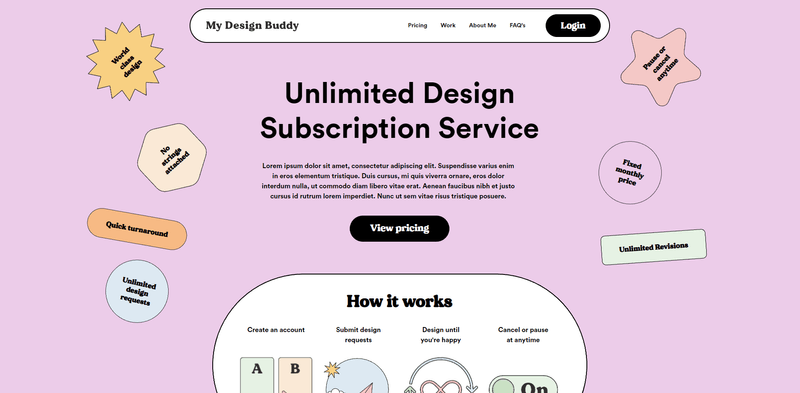 My Design Buddy
Pricing
Work
About Me
FAQ's
Login
World
class
design
Pause or
cancel
anytime
Unlimited Design
Subscription Service
No
strings
attached
Fixed
monthly
price
Lorem ipsum dolor sit amet, consectetur adipiscing elit. Suspendisse varius enim
in eros elementum tristique. Duis cursus, mi quis viverra ornare, eros dolor
interdum nulla, ut commodo diam libero vitae erat. Aenean faucibus nibh et justo
cursus id rutrum lorem imperdiet. Nunc ut sem vitae risus tristique posuere.
Quick turnaround
View pricing
Unlimited Revisions
Unlimited
design
requests
How it works
Create an account
Submit design
requests
Design until
you're happy
Cancel or pause
at anytime
A
B
On